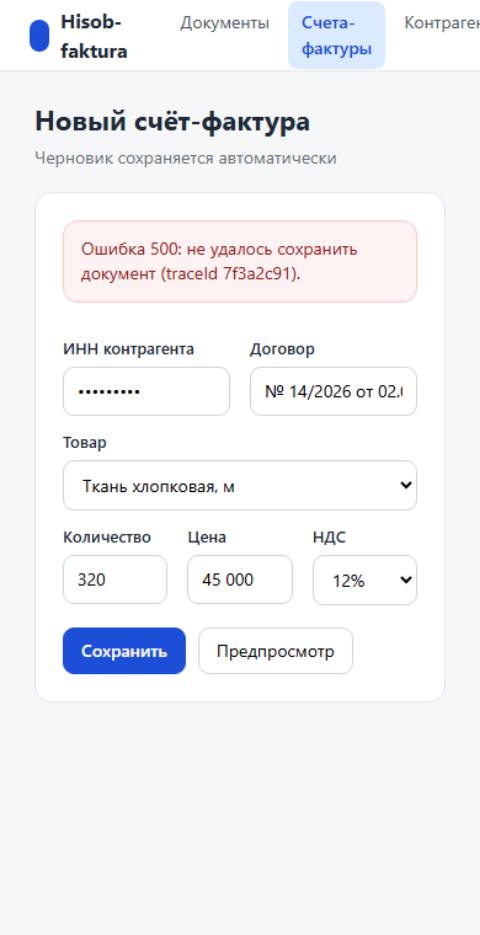 Hisob-
faktura
Документы
Счета-
фактуры
Новый счёт-фактура
Черновик сохраняется автоматически
Ошибка 500: не удалось сохранить
документ (traceId 7f3a2c91).
ИНН контрагента
Договор
•••••••••
№ 14/2026 от 02.
Товар
Ткань хлопковая, м
Количество
Цена
НДС
320
45 000
12%
Сохранить
Предпросмотр